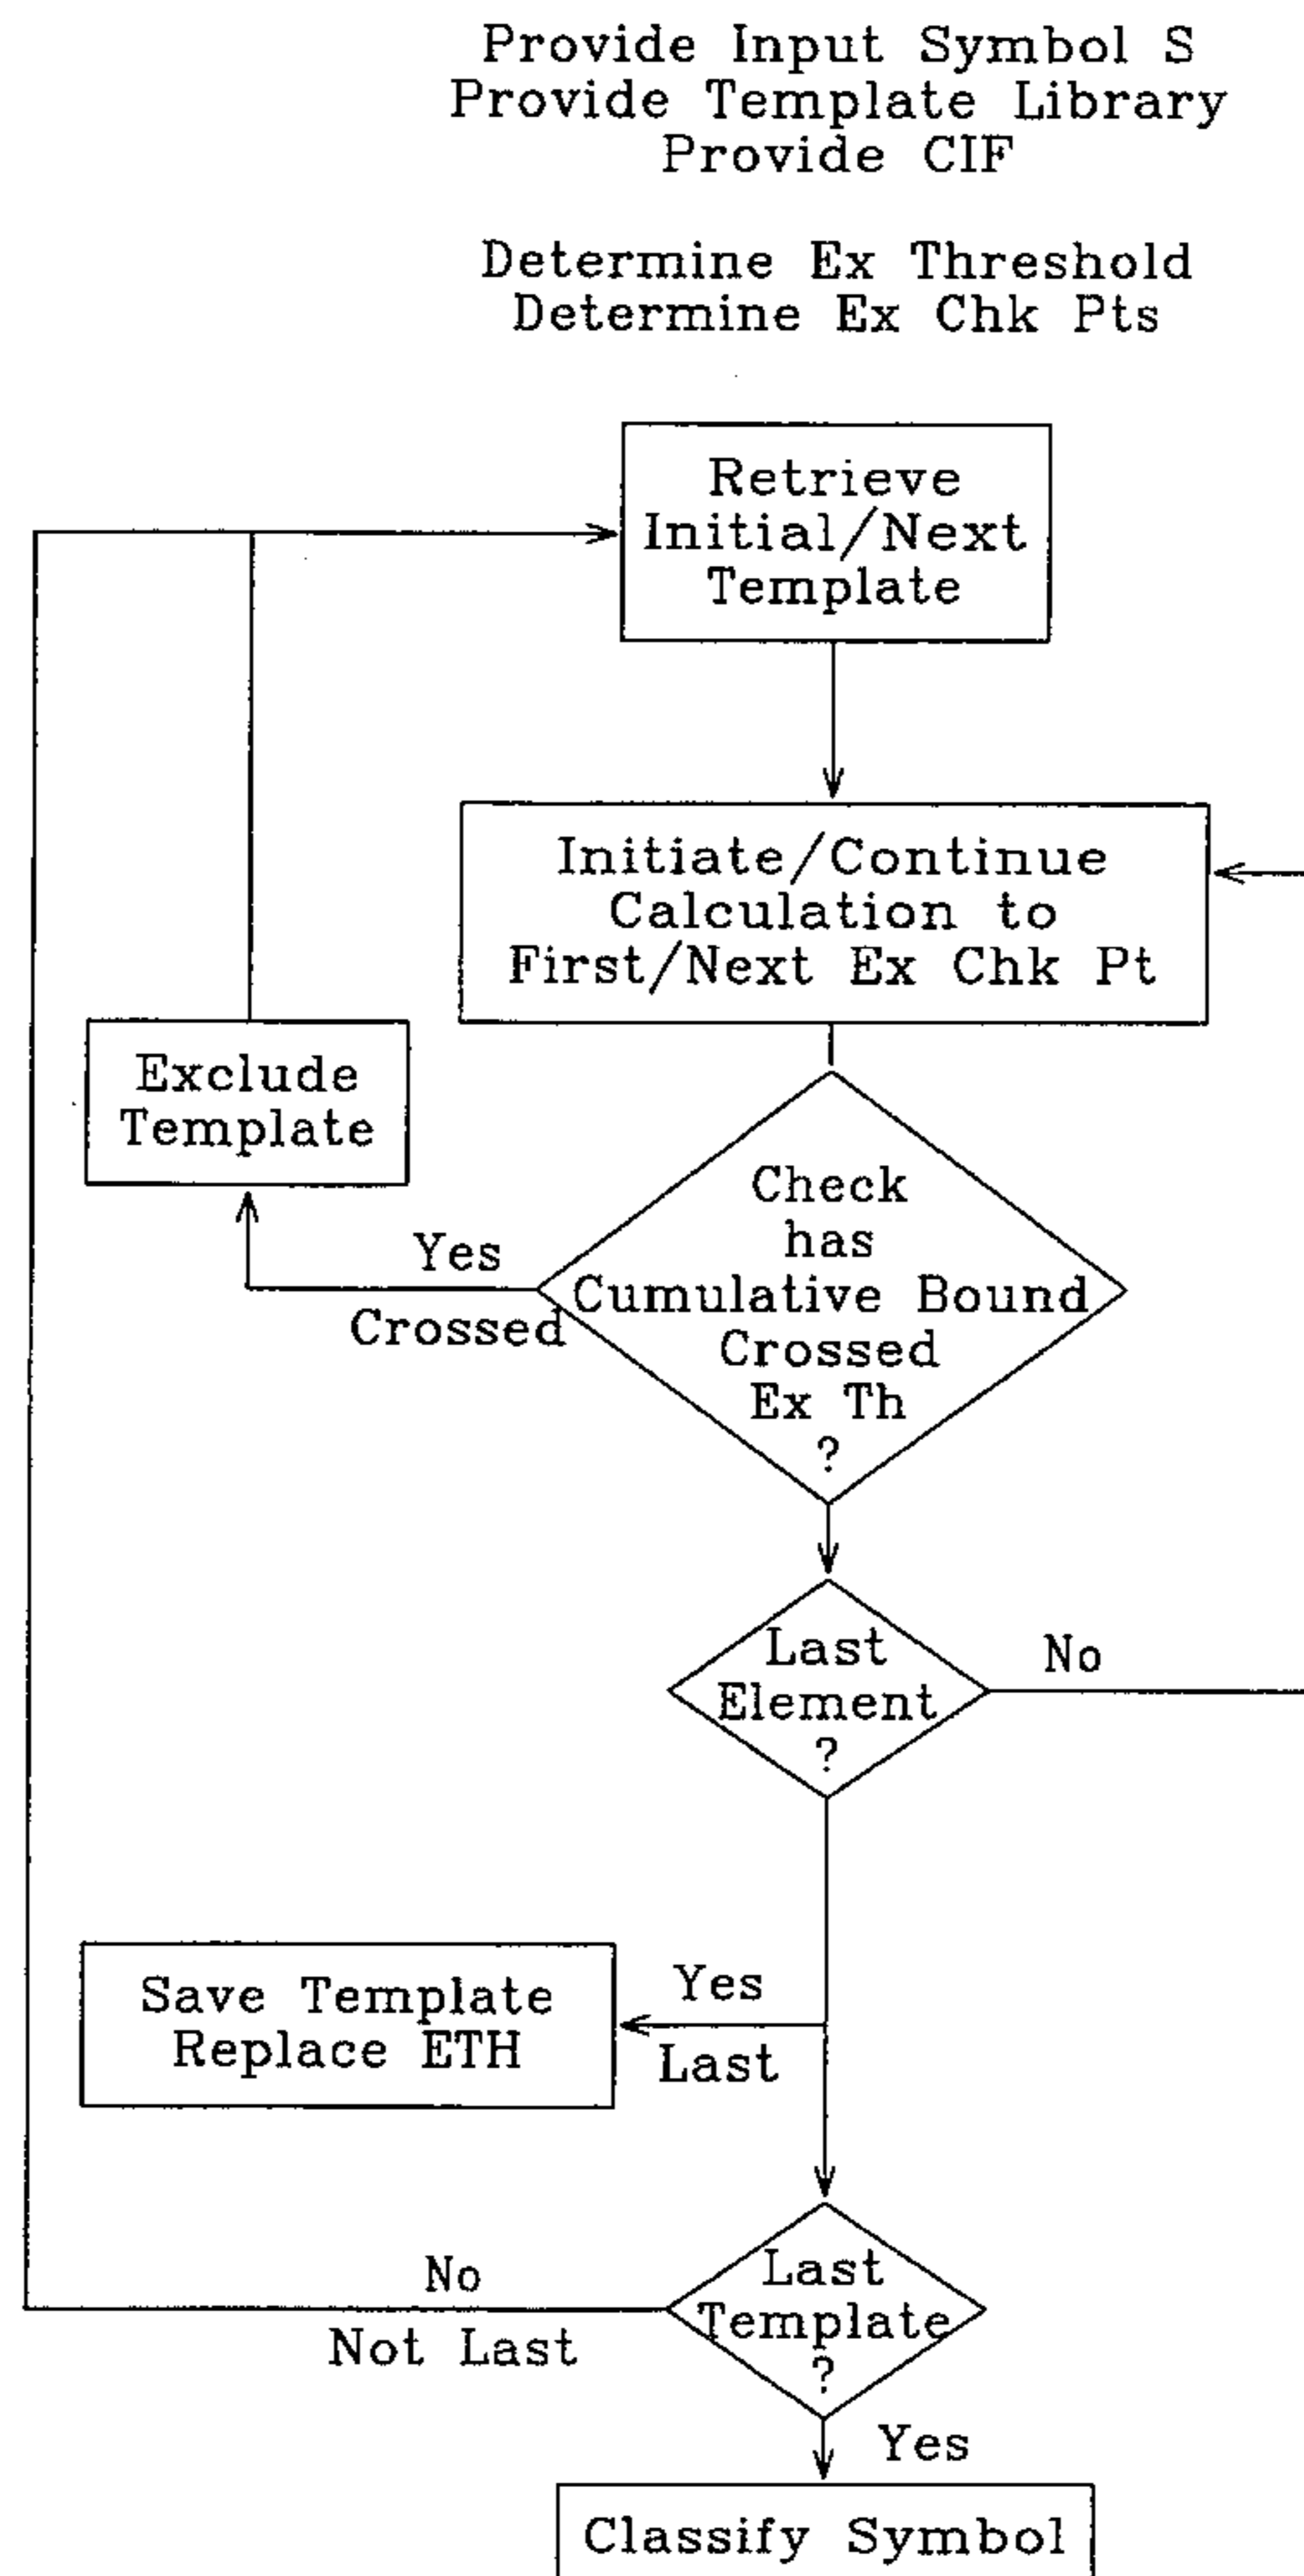 Provide Input Symbol S
Provide Template Library
Provide CIF
Determine Ex Threshold
Determine Ex Chk Pts
Retrieve
Initial/Next
Template
Initiate/Continue
Calculation to
First/Next Ex Chk Pt
Exclude
Template
Check
has
Cumulative Bound
Crossed
Ex Th
?
Yes
Crossed
Last
Element
?
No
Save Template
Replace ETH
Yes
Last
Last
Template
?
No
Not Last
Yes
Classify Symbol